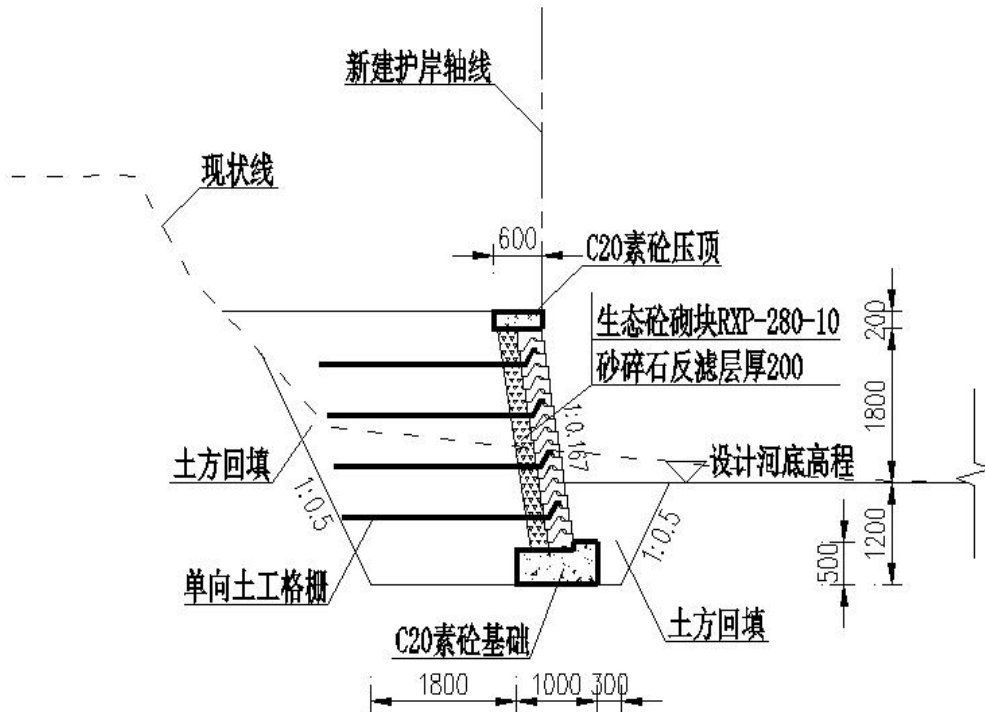 新建护岸轴线
现状线
600
C20素砼压顶
200
生态砼砌块RXP-280-10
砂碎石反滤层厚200
1800
1:0.167
设计河底高程
土方回填
1:0.5
1:0.5
1200
500
单向土工格栅
C20素砼基础
土方回填
1800
1000
300